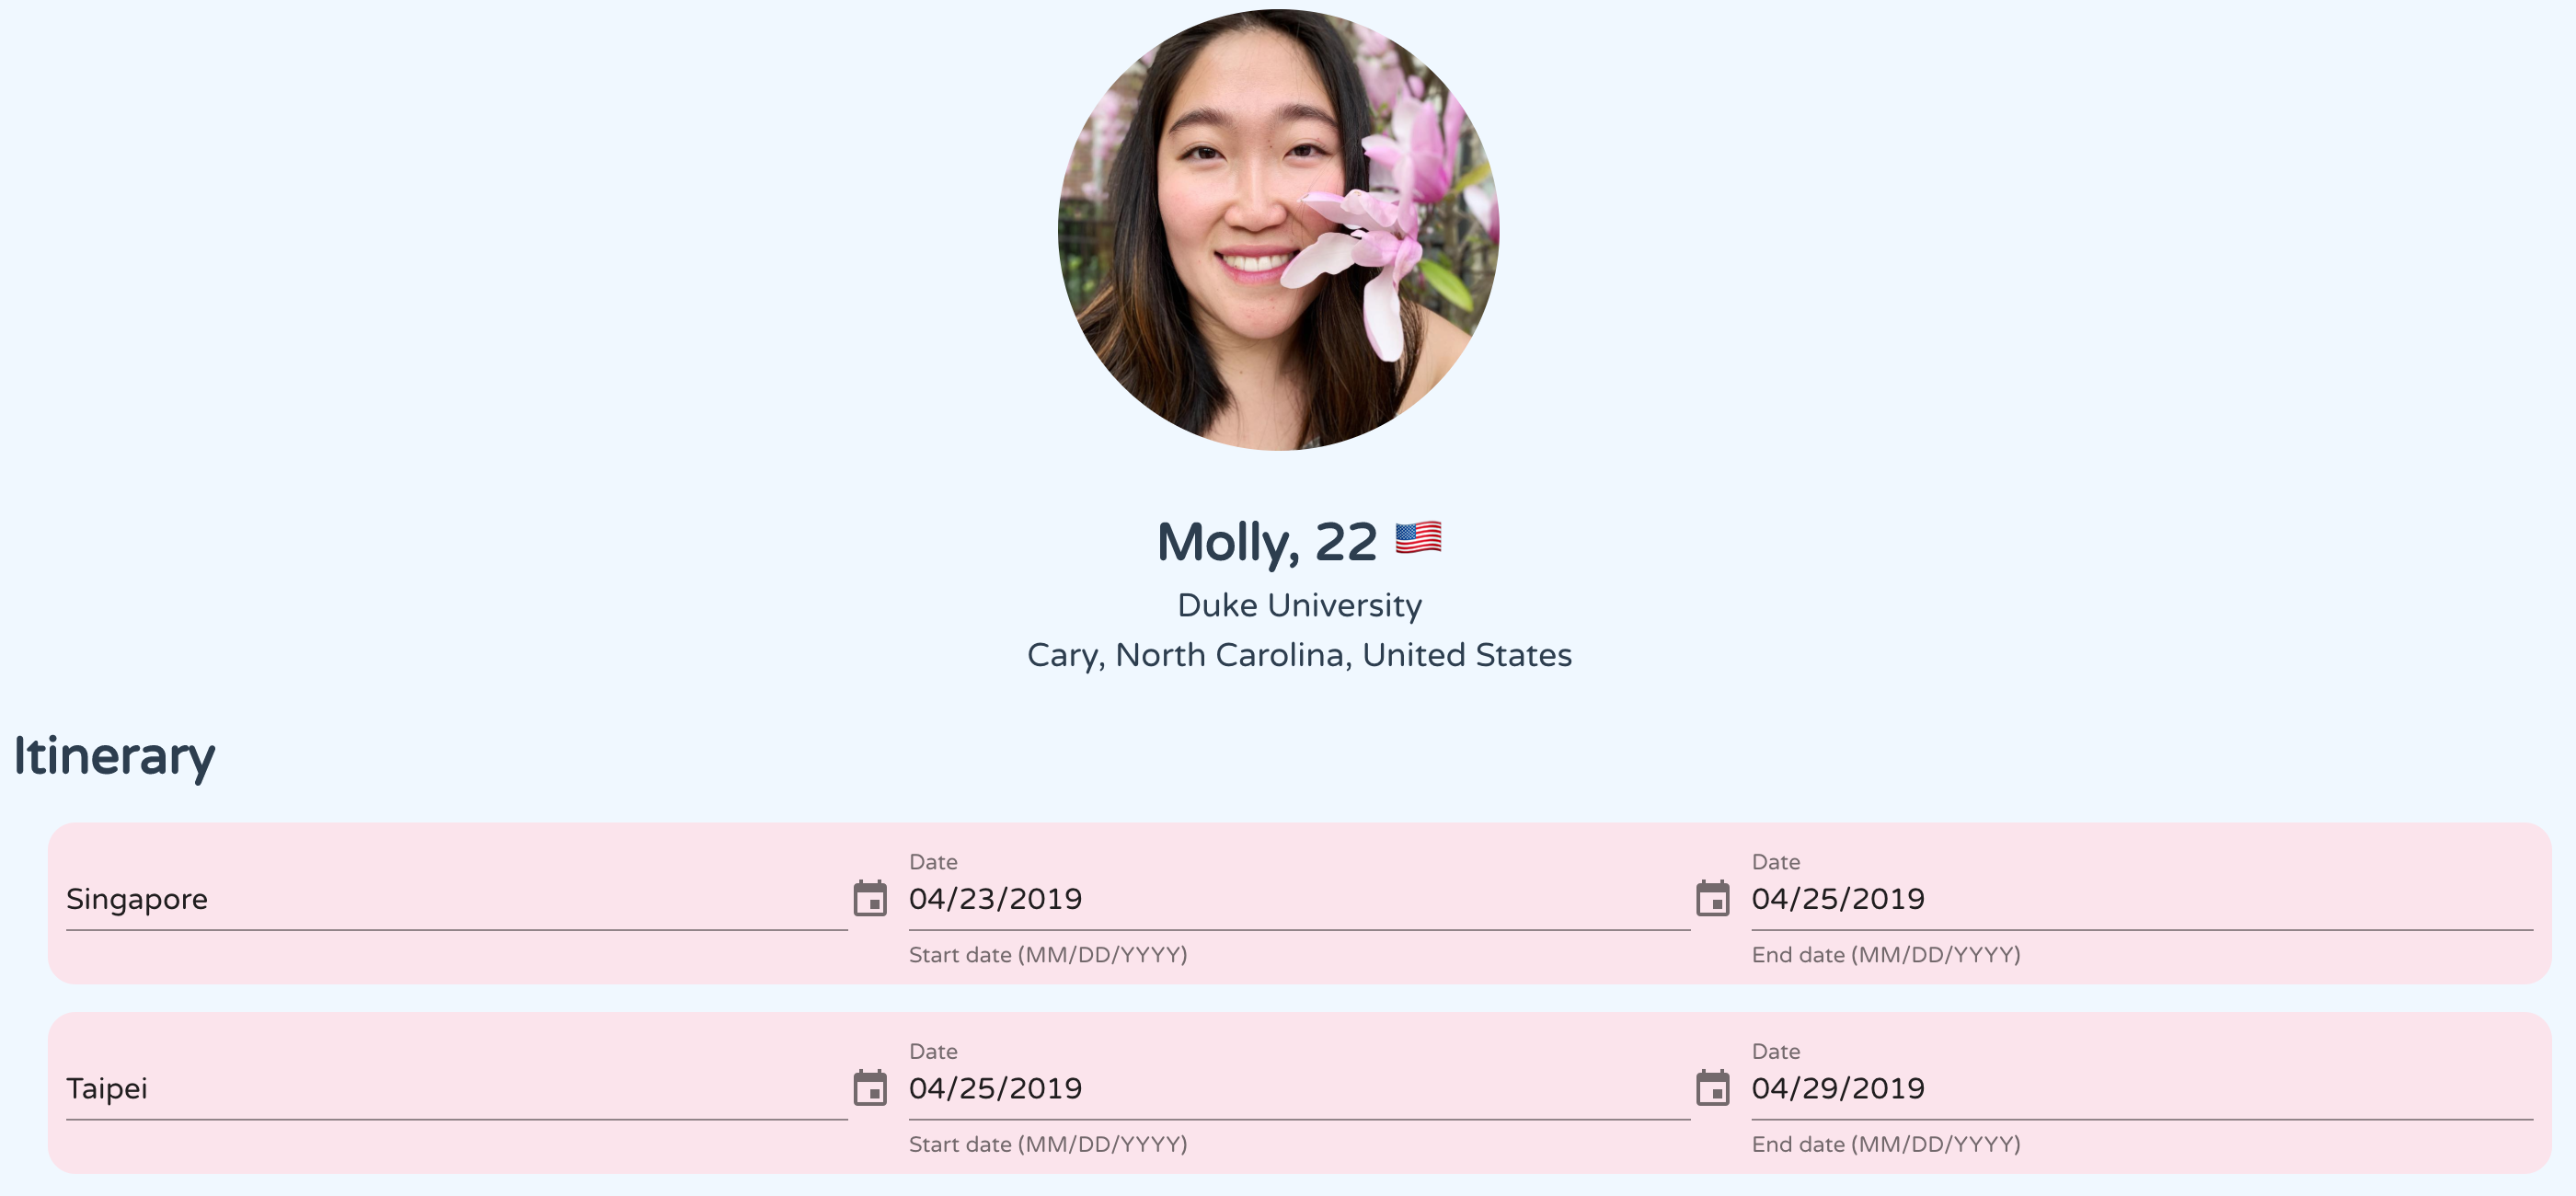 Molly, 22 🇺🇸
Duke University
Cary, North Carolina, United States
Itinerary
Singapore
Date
04/23/2019
Start date (MM/DD/YYYY)
Date
04/25/2019
End date (MM/DD/YYYY)
Taipei
Date
04/25/2019
Start date (MM/DD/YYYY)
Date
04/29/2019
End date (MM/DD/YYYY)